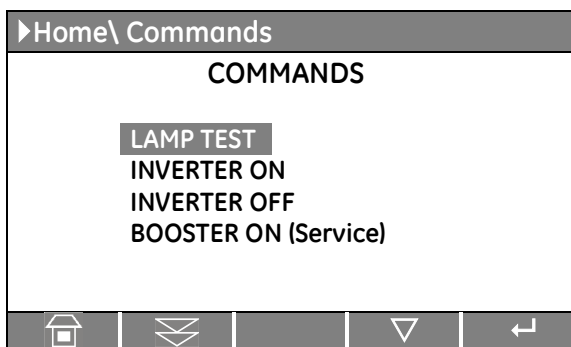 Home\ Commands
COMMANDS
LAMP TEST
INVERTER ON
INVERTER OFF
BOOSTER ON (Service)